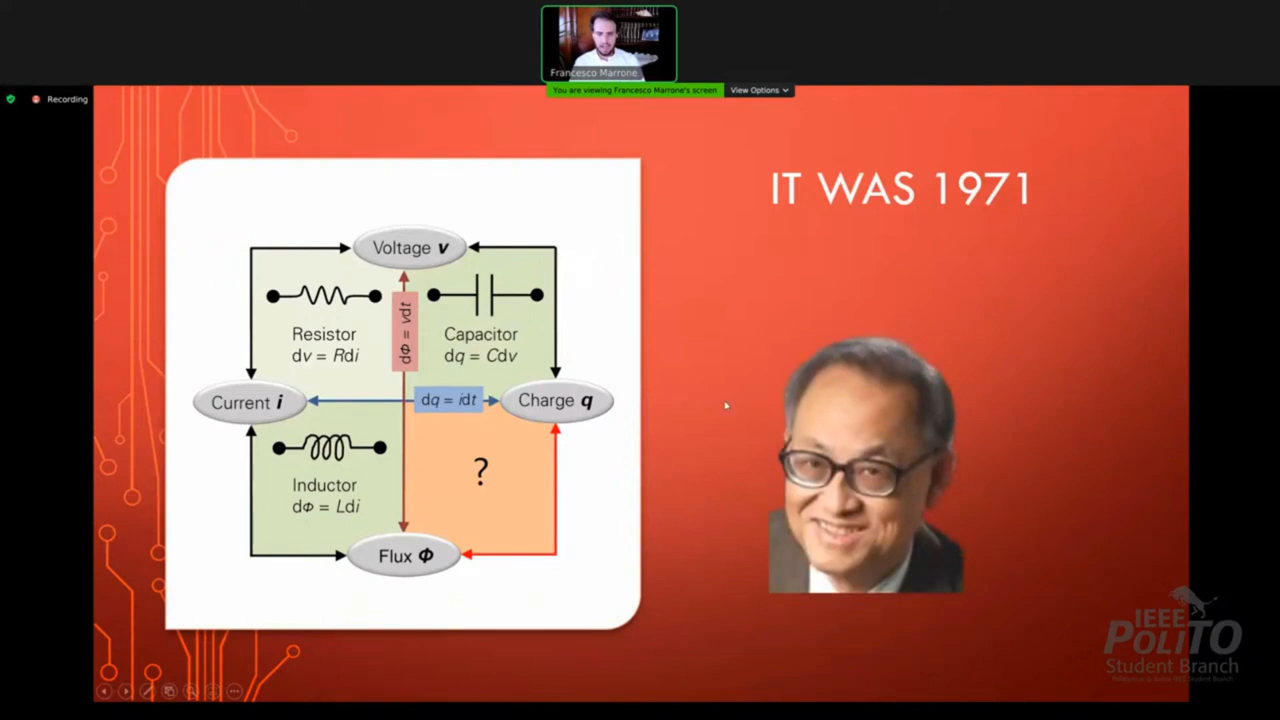 Francesco Marrone
You are viewing Francesco Marrone's screen
View Options
Recording
IT WAS 1971
Voltage v
Resistor
dv = Rdi
dΦ = vdt
Capacitor
dq = Cdv
Current i
dq = idt
Charge q
Inductor
dΦ = Ldi
?
Flux Φ
IEEE
POLITO
Student Branch